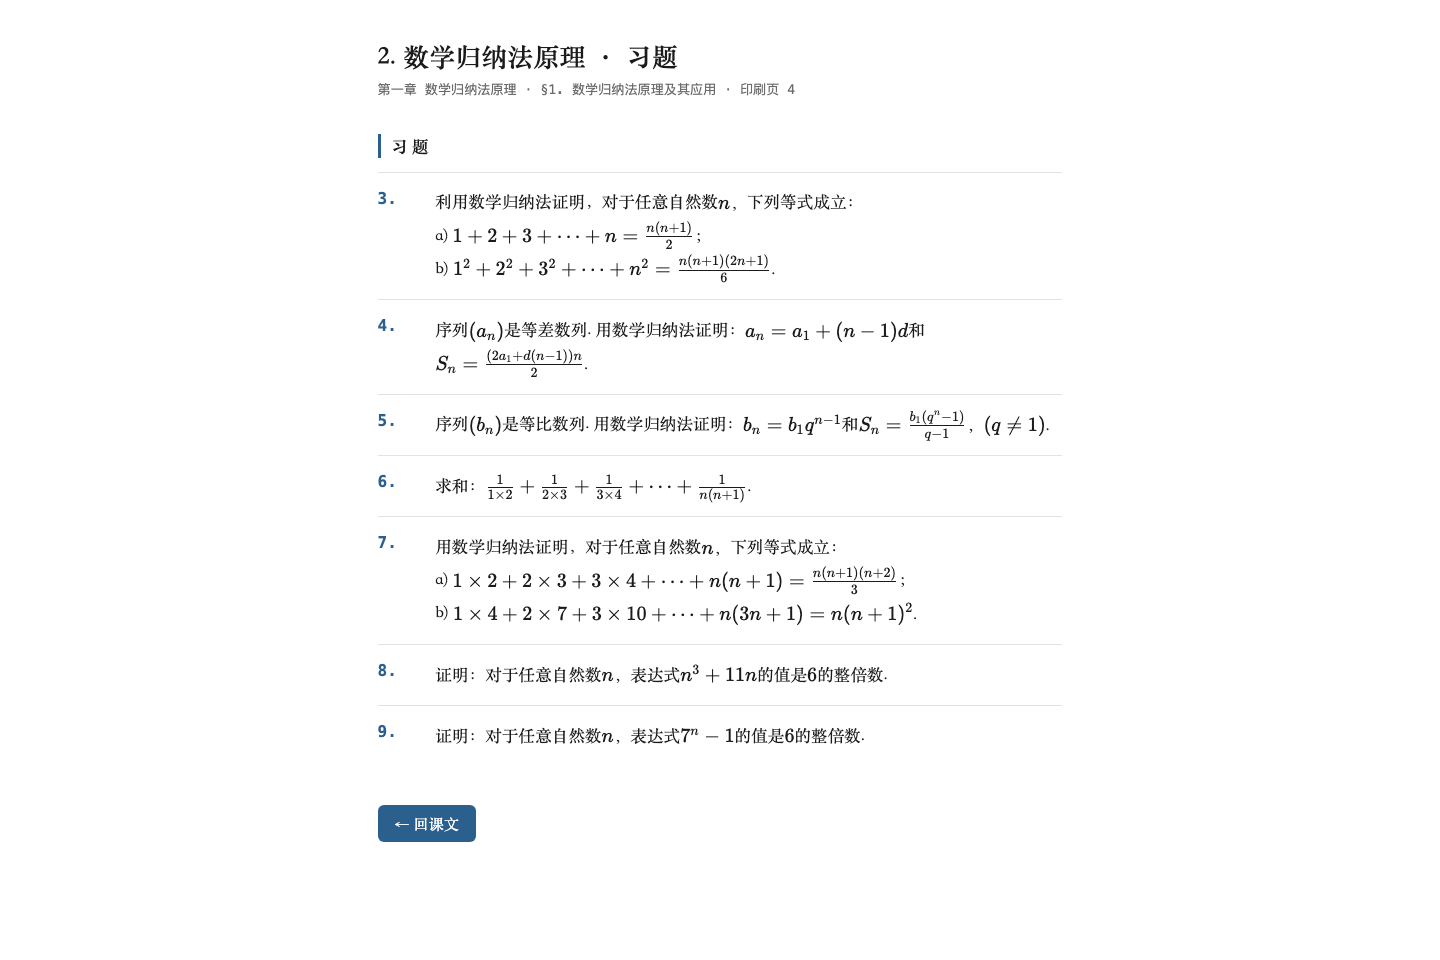 2. 数学归纳法原理 · 习题
第一章 数学归纳法原理 · §1. 数学归纳法原理及其应用 · 印刷页 4
习 题
3. 利用数学归纳法证明，对于任意自然数n，下列等式成立：
a) 1 + 2 + 3 + ⋯ + n = \frac{n(n+1)}{2}；
b) 1² + 2² + 3² + ⋯ + n² = \frac{n(n+1)(2n+1)}{6}.
4. 序列(aₙ)是等差数列. 用数学归纳法证明：aₙ = a₁ + (n − 1)d和
Sₙ = \frac{(2a₁+d(n−1))n}{2}.
5. 序列(bₙ)是等比数列. 用数学归纳法证明：bₙ = b₁qⁿ⁻¹和Sₙ = \frac{b₁(qⁿ−1)}{q−1}，(q ≠ 1).
6. 求和：\frac{1}{1×2} + \frac{1}{2×3} + \frac{1}{3×4} + ⋯ + \frac{1}{n(n+1)}.
7. 用数学归纳法证明，对于任意自然数n，下列等式成立：
a) 1 × 2 + 2 × 3 + 3 × 4 + ⋯ + n(n + 1) = \frac{n(n+1)(n+2)}{3}；
b) 1 × 4 + 2 × 7 + 3 × 10 + ⋯ + n(3n + 1) = n(n + 1)².
8. 证明：对于任意自然数n，表达式n³ + 11n的值是6的整倍数.
9. 证明：对于任意自然数n，表达式7ⁿ − 1的值是6的整倍数.
← 回课文